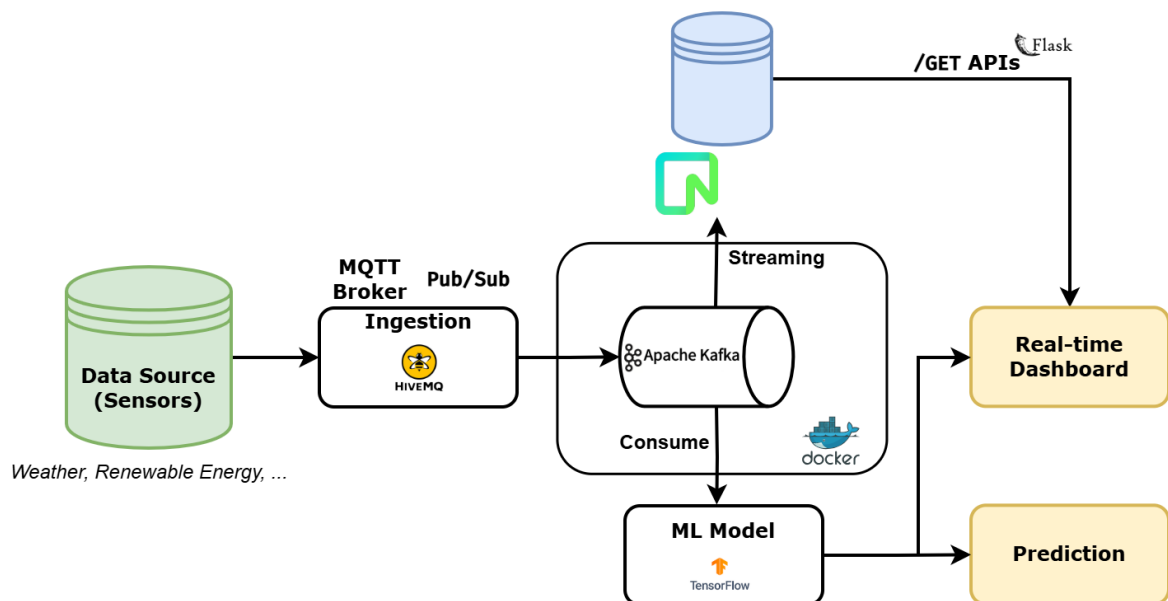 /GET APIs
Flask
Streaming
MQTT
Broker
Pub/Sub
Ingestion
HIVEMQ
Apache Kafka
Data Source
(Sensors)
Weather, Renewable Energy, ...
Consume
docker
Real-time
Dashboard
ML Model
TensorFlow
Prediction